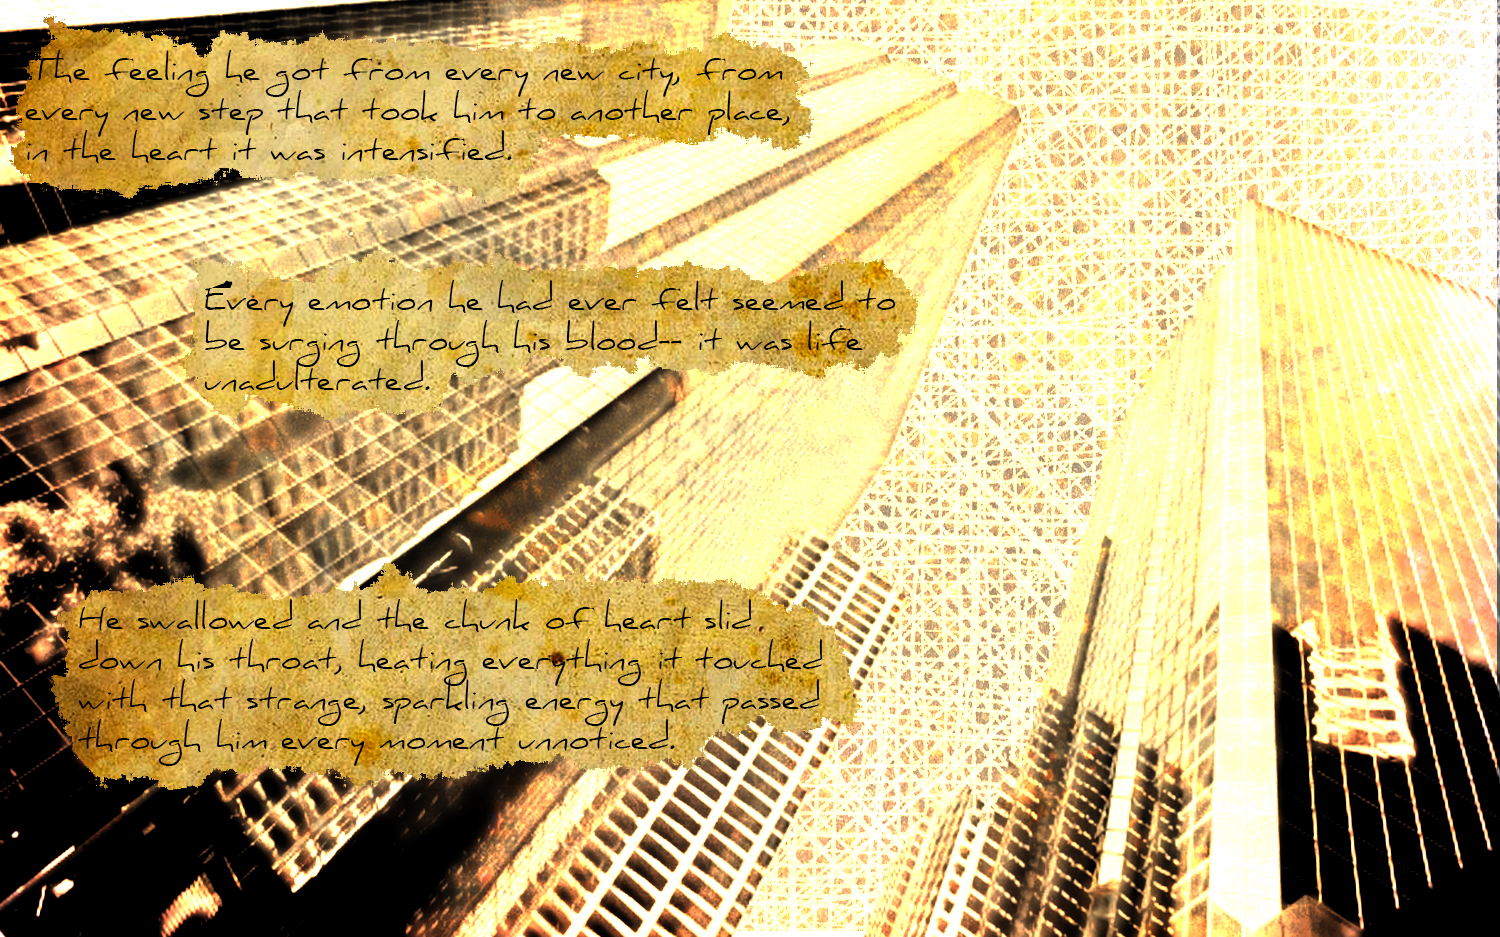 The feeling he got from every new city, from
every new step that took him to another place,
in the heart it was intensified.
Every emotion he had ever felt seemed to
be surging through his blood-- it was life
unadulterated.
He swallowed and the chunk of heart slid
down his throat, heating everything it touched
with that strange, sparkling energy that passed
through him every moment unnoticed.